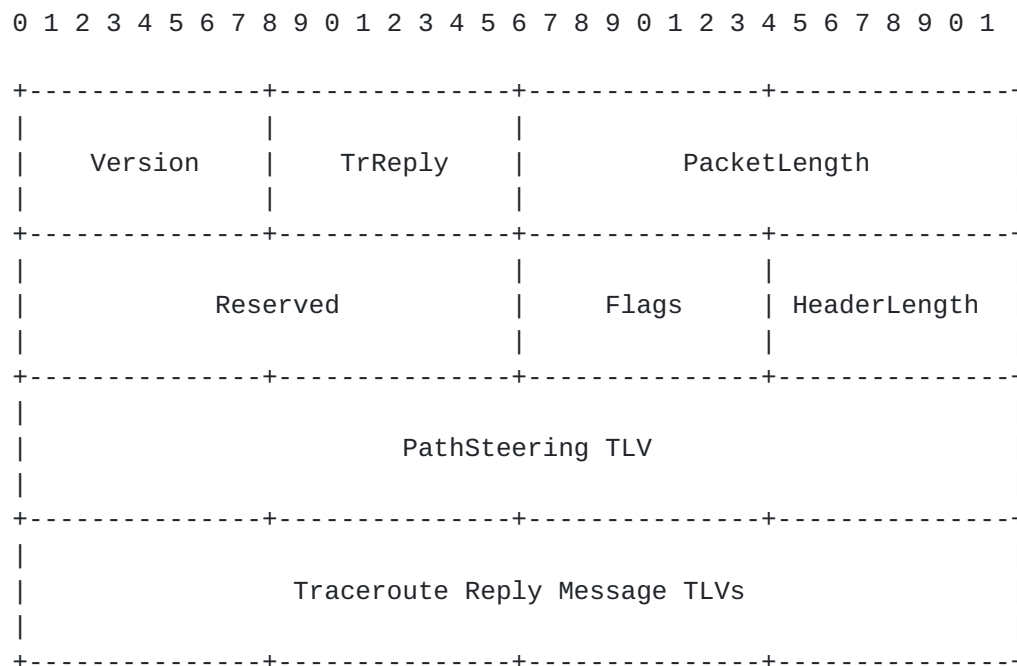 0 1 2 3 4 5 6 7 8 9 0 1 2 3 4 5 6 7 8 9 0 1 2 3 4 5 6 7 8 9 0 1
+---------------+---------------+---------------+---------------+
| | |
| Version | TrReply | PacketLength
| | |
+---------------+---------------+---------------+---------------+
| | |
| Reserved | Flags | HeaderLength
| | |
+---------------+---------------+---------------+---------------+
|
| PathSteering TLV
|
+---------------+---------------+---------------+---------------+
|
| Traceroute Reply Message TLVs
|
+---------------+---------------+---------------+---------------+